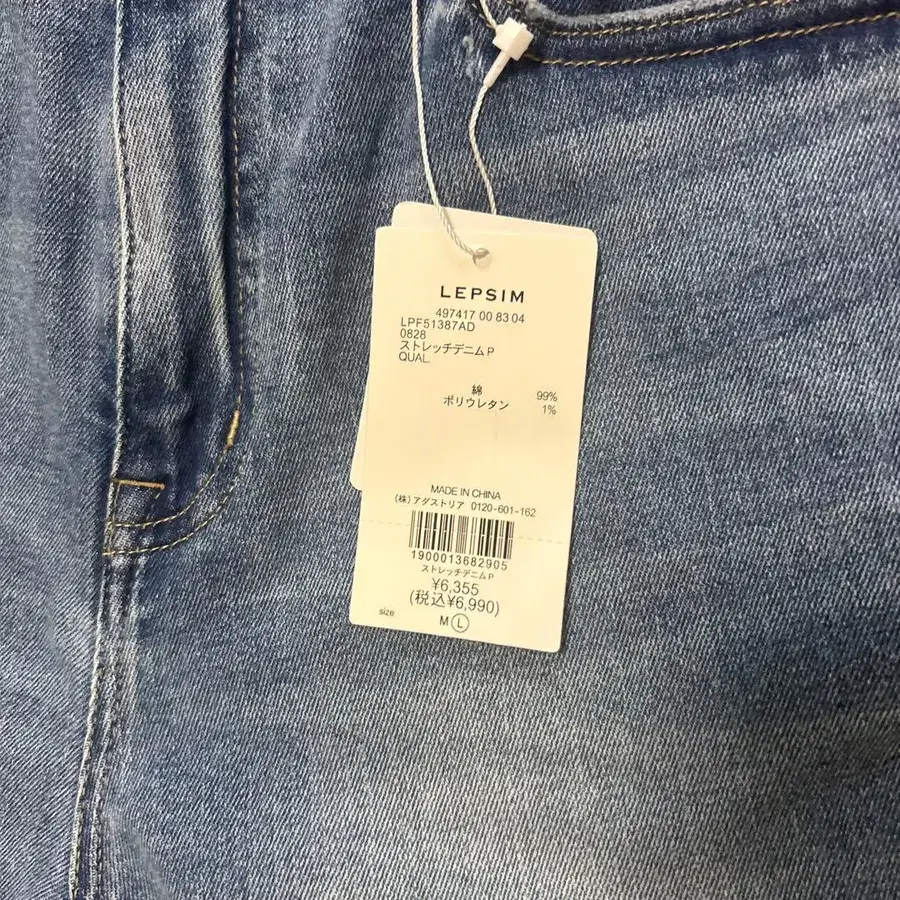 LEPSIM
497417 00 83 04
LPF51387AD
0828
ストレッチデニムP
QUAL.
綿 99%
ポリウレタン 1%
MADE IN CHINA
(株)アダストリア 0120-601-162
1900013682905
ストレッチデニムP
¥6,355
(税込¥6,990)
size M L